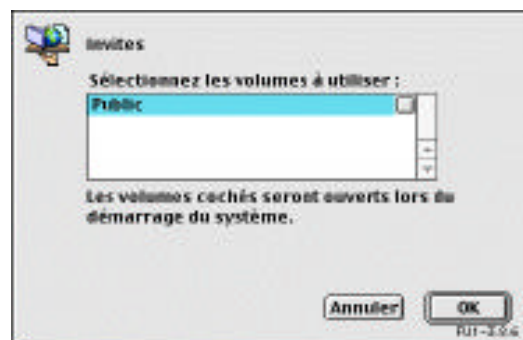 Invites
Sélectionnez les volumes à utiliser :
Public
Les volumes cochés seront ouverts lors du
démarrage du système.
Annuler OK